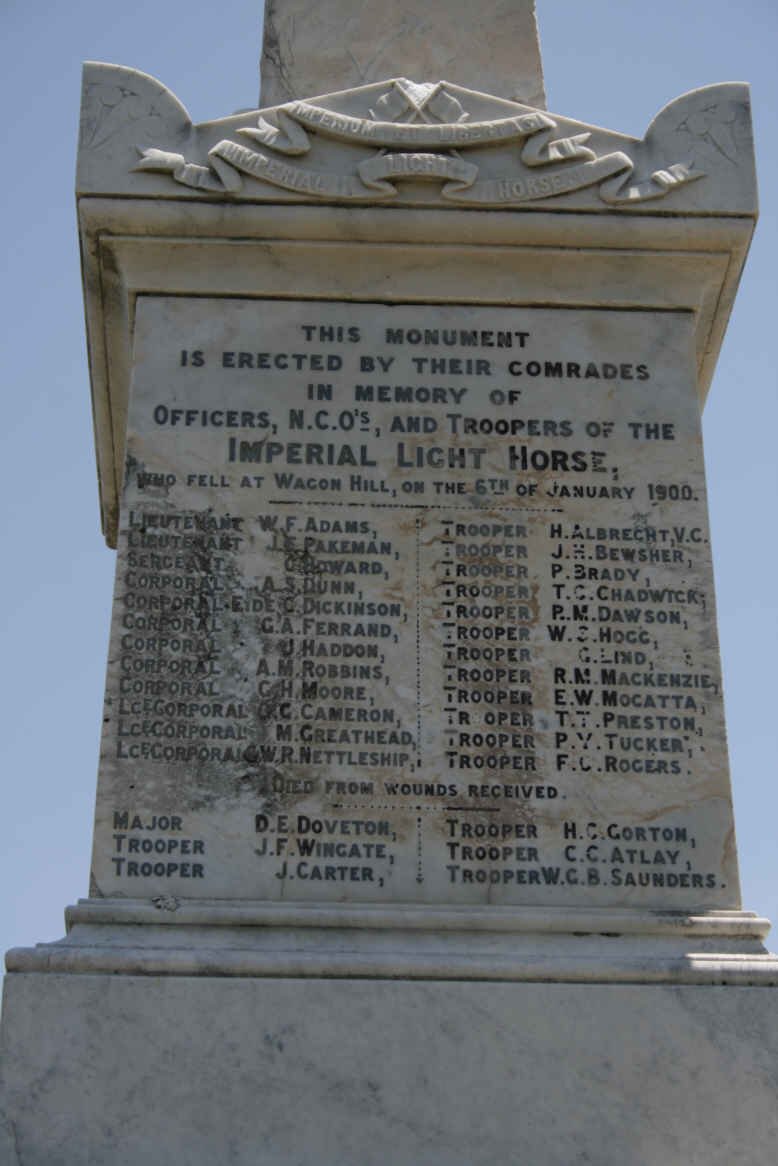 IMPERIUM ET LIBERTAS
IMPERIAL LIGHT HORSE
THIS MONUMENT
IS ERECTED BY THEIR COMRADES
IN MEMORY OF
OFFICERS, N.C.O'S, AND TROOPERS OF THE
IMPERIAL LIGHT HORSE,
WHO FELL AT WAGON HILL, ON THE 6TH OF JANUARY 1900.
LIEUTENANT W.F. ADAMS,
LIEUTENANT J.E. PAKEMAN,
SERGEANT HOWARD,
CORPORAL A.S. DUNN,
CORPORAL DICKINSON,
CORPORAL G.A. FERRAND,
CORPORAL J. HADDON,
CORPORAL A.M. ROBBINS,
CORPORAL C.H. MOORE,
LCE CORPORAL CAMERON,
LCE CORPORAL M. GREATHEAD,
LCE CORPORAL W.R. NETTLESHIP,
TROOPER H. ALBRECHT, V.C.
TROOPER J.H. BEWSHER,
TROOPER P. BRADY,
TROOPER T.C. CHADWICK,
TROOPER R.M. DAWSON,
TROOPER HOGG,
TROOPER LIND,
TROOPER R.M. MACKENZIE,
TROOPER E.W. MOCATTA,
TROOPER T.T. PRESTON,
TROOPER P.Y. TUCKER,
TROOPER ROGERS.
DIED FROM WOUNDS RECEIVED.
MAJOR D.E. DOVETON,
TROOPER J.F. WINGATE,
TROOPER J. CARTER,
TROOPER H.C. GORTON,
TROOPER C.C. ATLAY,
TROOPER W.G.B. SAUNDERS.